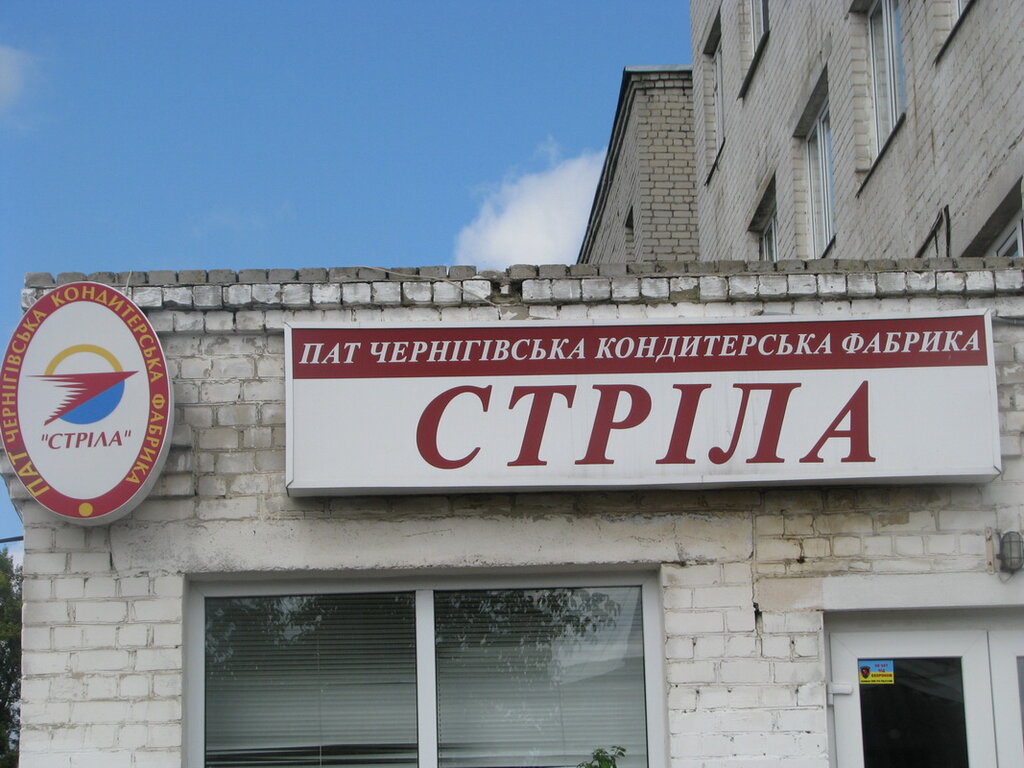 ПАТ ЧЕРНІГІВСЬКА КОНДИТЕРСЬКА ФАБРИКА
"СТРІЛА"
ПАТ ЧЕРНІГІВСЬКА КОНДИТЕРСЬКА ФАБРИКА
СТРІЛА